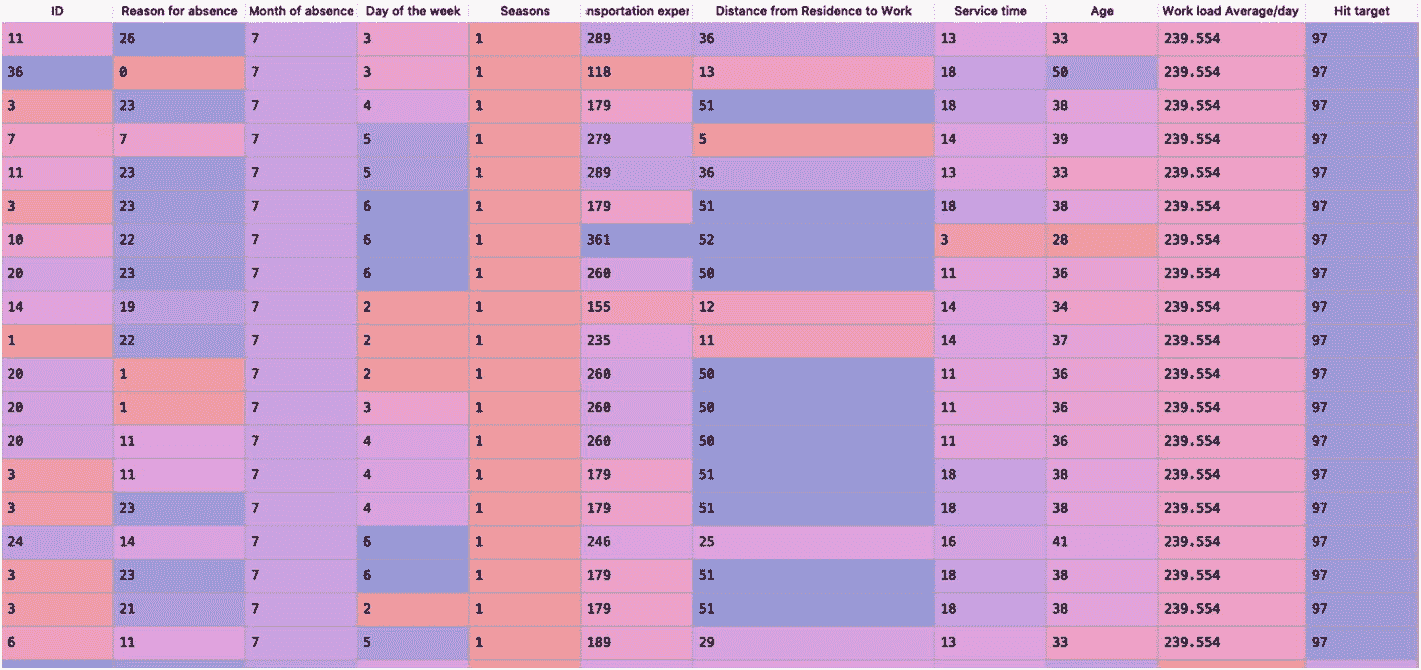 ID Reason for absence Month of absence Day of the week Seasons nsportation exper Distance from Residence to Work Service time Age Work load Average/day Hit target
11 26 7 3 1 289 36 13 33 239.554 97
36 0 7 3 1 118 13 18 50 239.554 97
3 23 7 4 1 179 51 18 38 239.554 97
7 7 7 5 1 279 5 14 39 239.554 97
11 23 7 5 1 289 36 13 33 239.554 97
3 23 7 6 1 179 51 18 38 239.554 97
10 22 7 6 1 361 52 3 28 239.554 97
20 23 7 6 1 260 50 11 36 239.554 97
14 19 7 2 1 155 12 14 34 239.554 97
1 22 7 2 1 235 11 14 37 239.554 97
20 1 7 2 1 260 50 11 36 239.554 97
20 1 7 3 1 260 50 11 36 239.554 97
20 11 7 4 1 260 50 11 36 239.554 97
3 11 7 4 1 179 51 18 38 239.554 97
3 23 7 4 1 179 51 18 38 239.554 97
24 14 7 6 1 246 25 16 41 239.554 97
3 23 7 6 1 179 51 18 38 239.554 97
3 21 7 2 1 179 51 18 38 239.554 97
6 11 7 5 1 189 29 13 33 239.554 97